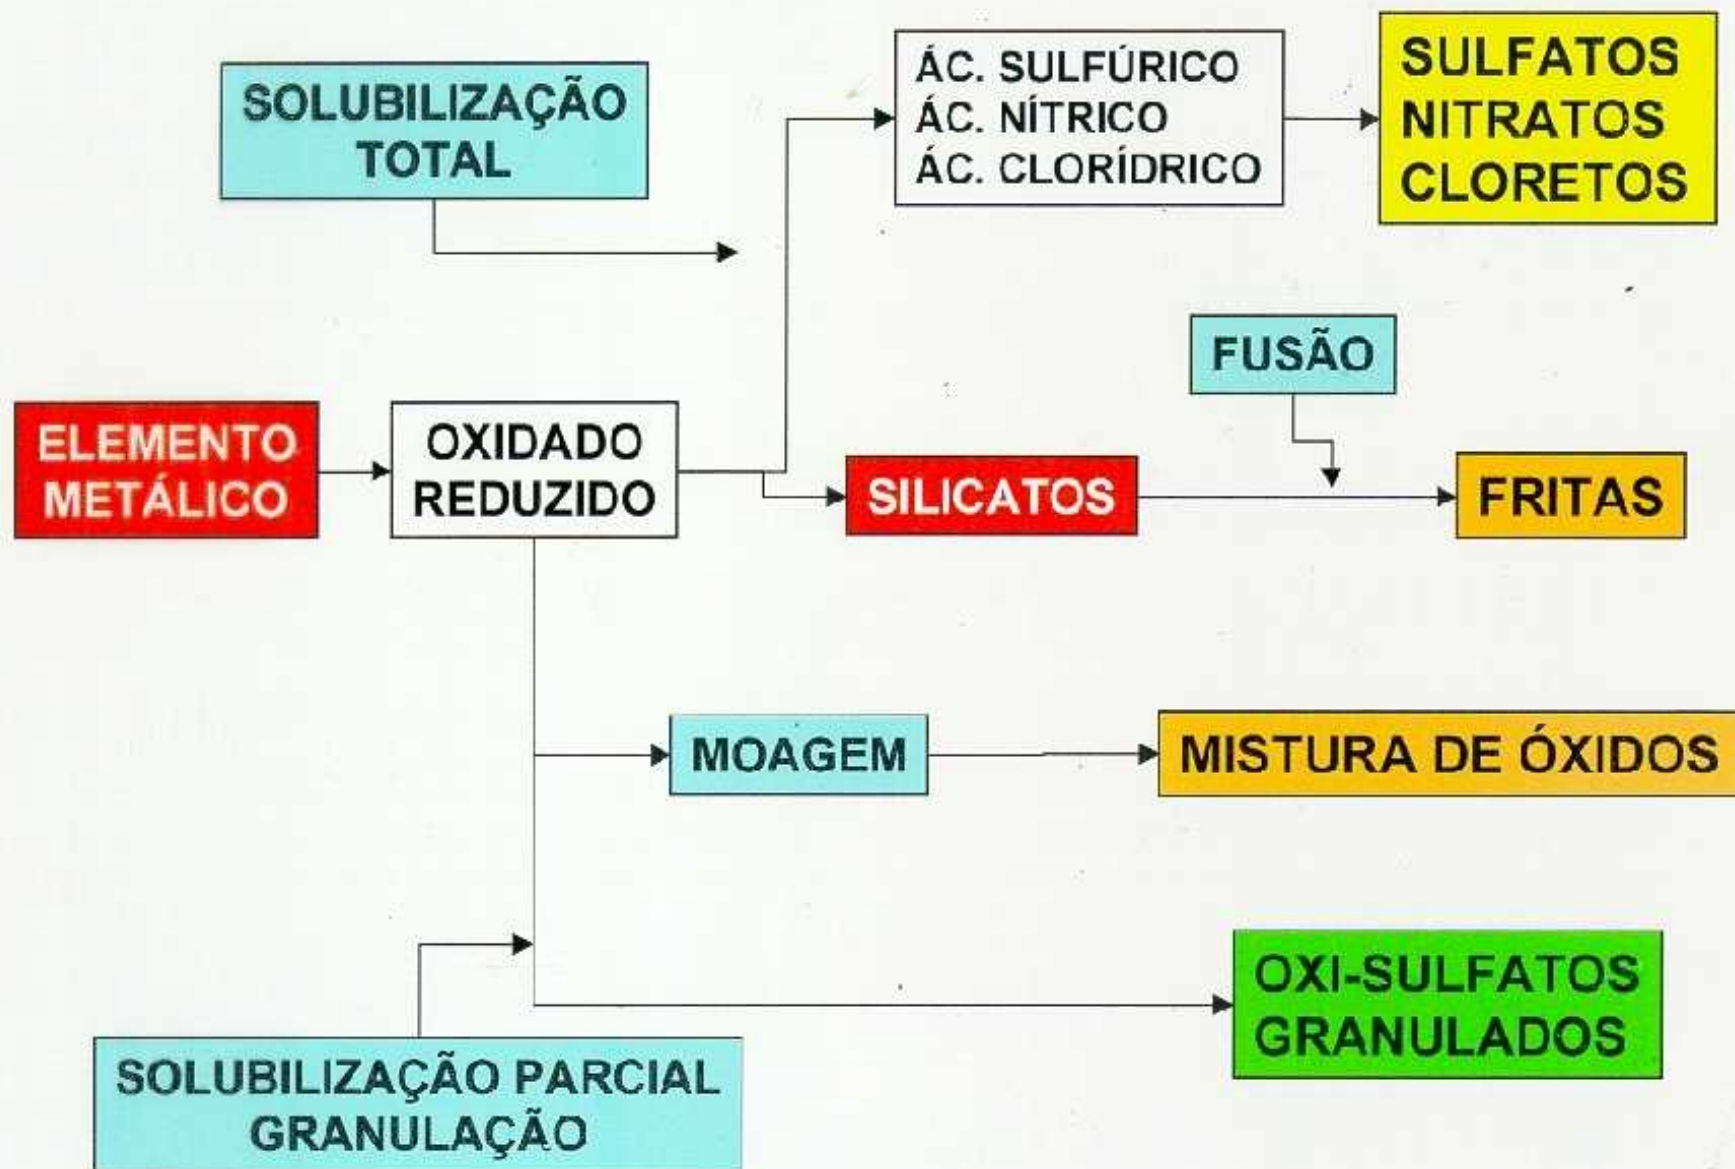 SOLUBILIZAÇÃO
TOTAL
ÁC. SULFÚRICO
ÁC. NÍTRICO
ÁC. CLORÍDRICO
SULFATOS
NITRATOS
CLORETOS
FUSÃO
ELEMENTO
METÁLICO
OXIDADO
REDUZIDO
SILICATOS
FRITAS
MOAGEM
MISTURA DE ÓXIDOS
OXI-SULFATOS
GRANULADOS
SOLUBILIZAÇÃO PARCIAL
GRANULAÇÃO